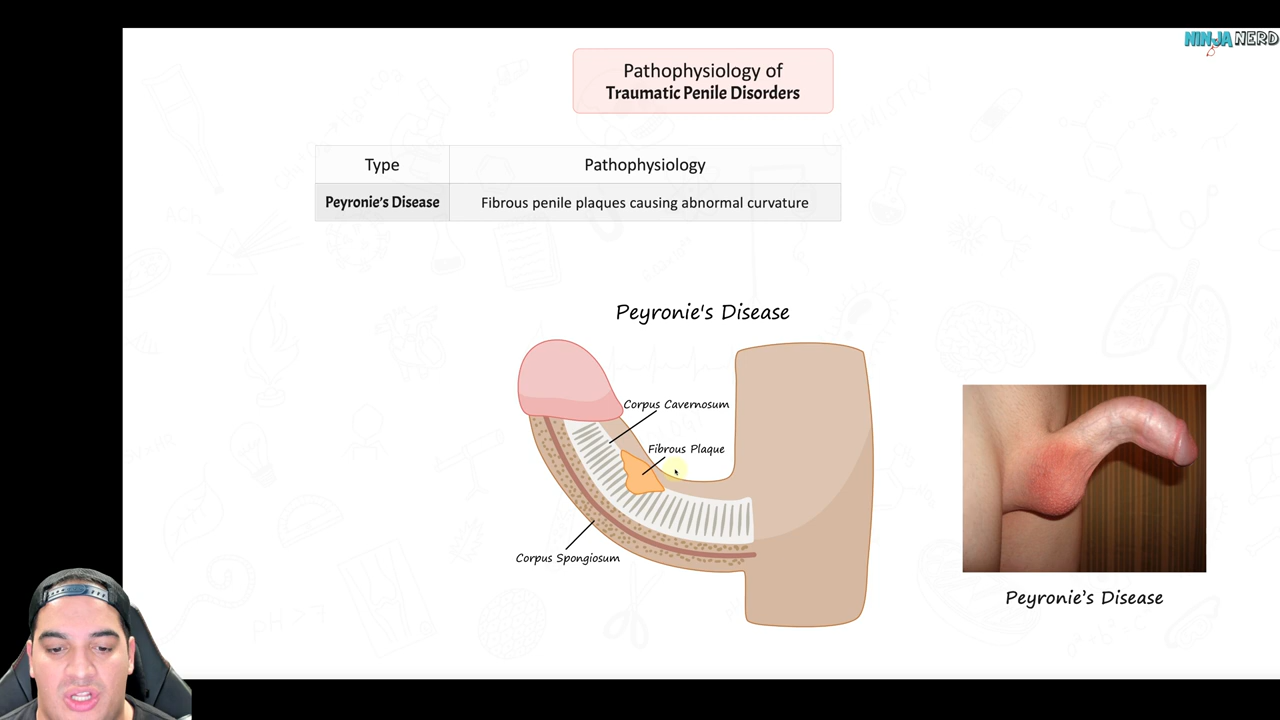 NINJA NERD
Pathophysiology of
Traumatic Penile Disorders
Type
Pathophysiology
Peyronie's Disease
Fibrous penile plaques causing abnormal curvature
Peyronie's Disease
Corpus Cavernosum
Fibrous Plaque
Corpus Spongiosum
Peyronie's Disease